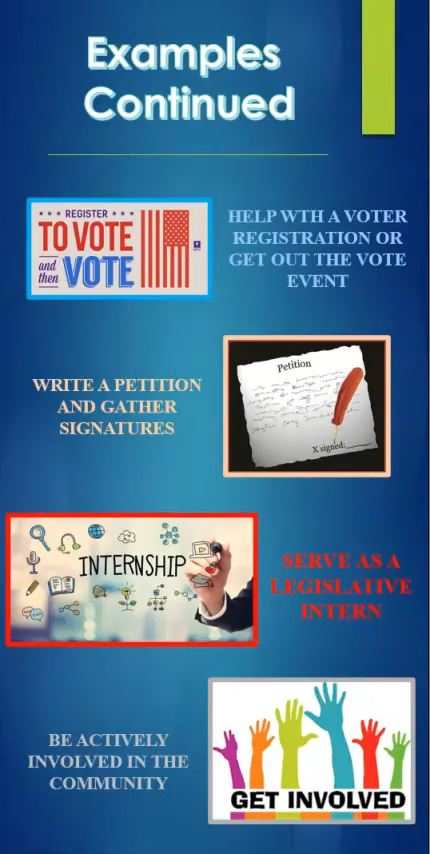 Examples
Continued
★ ★ ★ REGISTER ★ ★ ★
TO VOTE
and then VOTE
HELP WTH A VOTER
REGISTRATION OR
GET OUT THE VOTE
EVENT
WRITE A PETITION
AND GATHER
SIGNATURES
Petition
X signed:
INTERNSHIP
SERVE AS A
LEGISLATIVE
INTERN
BE ACTIVELY
INVOLVED IN THE
COMMUNITY
GET INVOLVED